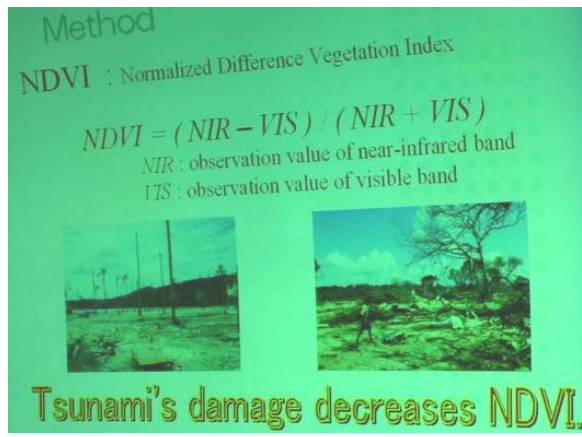 Method
NDVI : Normalized Difference Vegetation Index
NDVI = ( NIR – VIS ) / ( NIR + VIS )
NIR : observation value of near-infrared band
VIS : observation value of visible band
Tsunami's damage decreases NDVI.